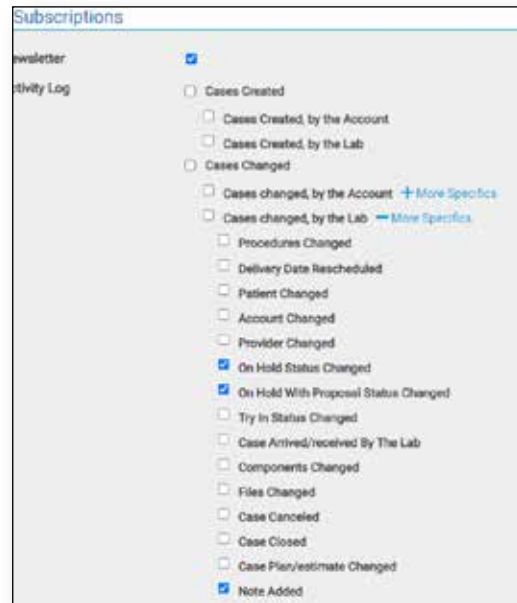 Subscriptions
ewsletter
ctivity Log
Cases Created
Cases Created, by the Account
Cases Created, by the Lab
Cases Changed
Cases changed, by the Account + More Specifics
Cases changed, by the Lab — More Specifics
Procedures Changed
Delivery Date Rescheduled
Patient Changed
Account Changed
Provider Changed
On Hold Status Changed
On Hold With Proposal Status Changed
Try In Status Changed
Case Arrived/received By The Lab
Components Changed
Files Changed
Case Canceled
Case Closed
Case Plan/estimate Changed
Note Added